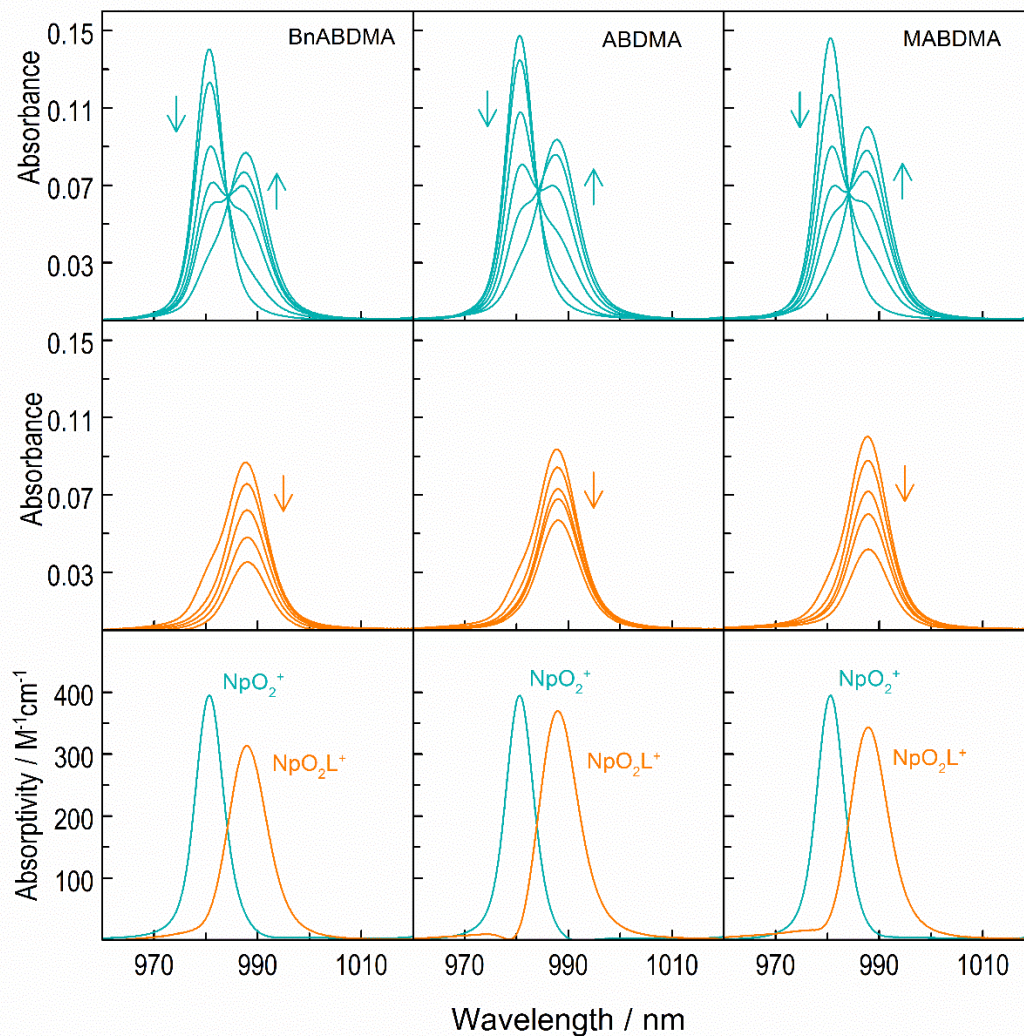 BnABDMA
ABDMA
MABDMA
Absorbance
0.15
0.11
0.07
0.03
Absorbance
0.15
0.11
0.07
0.03
Absorptivity / M⁻¹cm⁻¹
400
300
200
100
NpO₂⁺
NpO₂L⁺
NpO₂⁺
NpO₂L⁺
NpO₂⁺
NpO₂L⁺
970 990 1010 970 990 1010 970 990 1010
Wavelength / nm